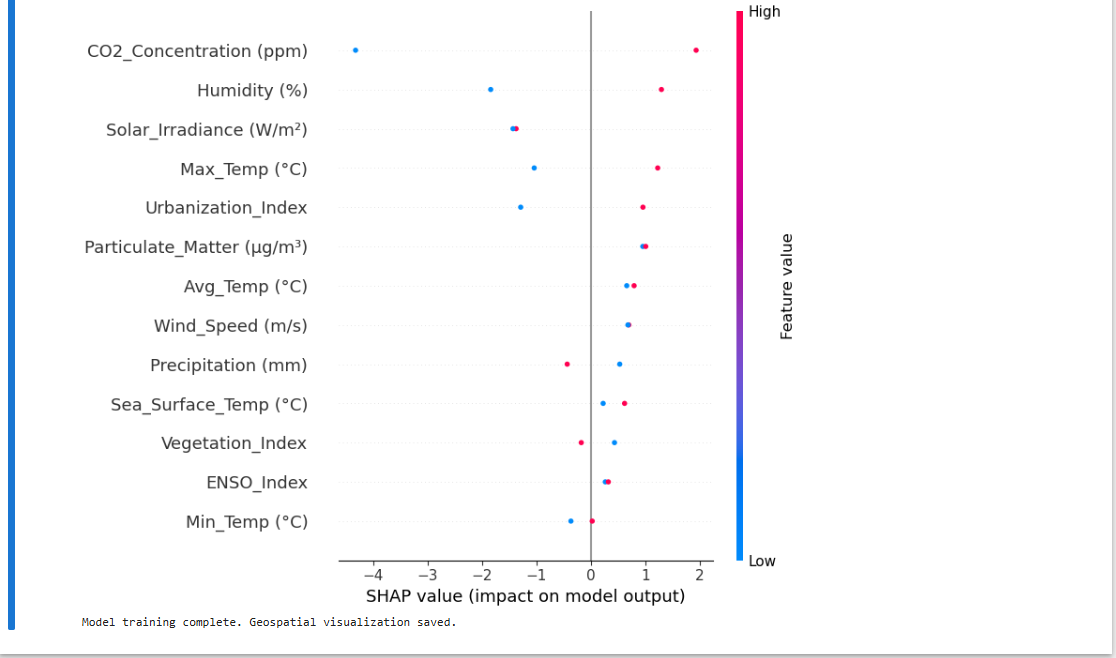 High
CO2_Concentration (ppm)
Humidity (%)
Solar_Irradiance (W/m²)
Max_Temp (°C)
Urbanization_Index
Particulate_Matter (µg/m³)
Avg_Temp (°C)
Wind_Speed (m/s)
Precipitation (mm)
Sea_Surface_Temp (°C)
Vegetation_Index
ENSO_Index
Min_Temp (°C)
Feature value
Low
−4 −3 −2 −1 0 1 2
SHAP value (impact on model output)
Model training complete. Geospatial visualization saved.